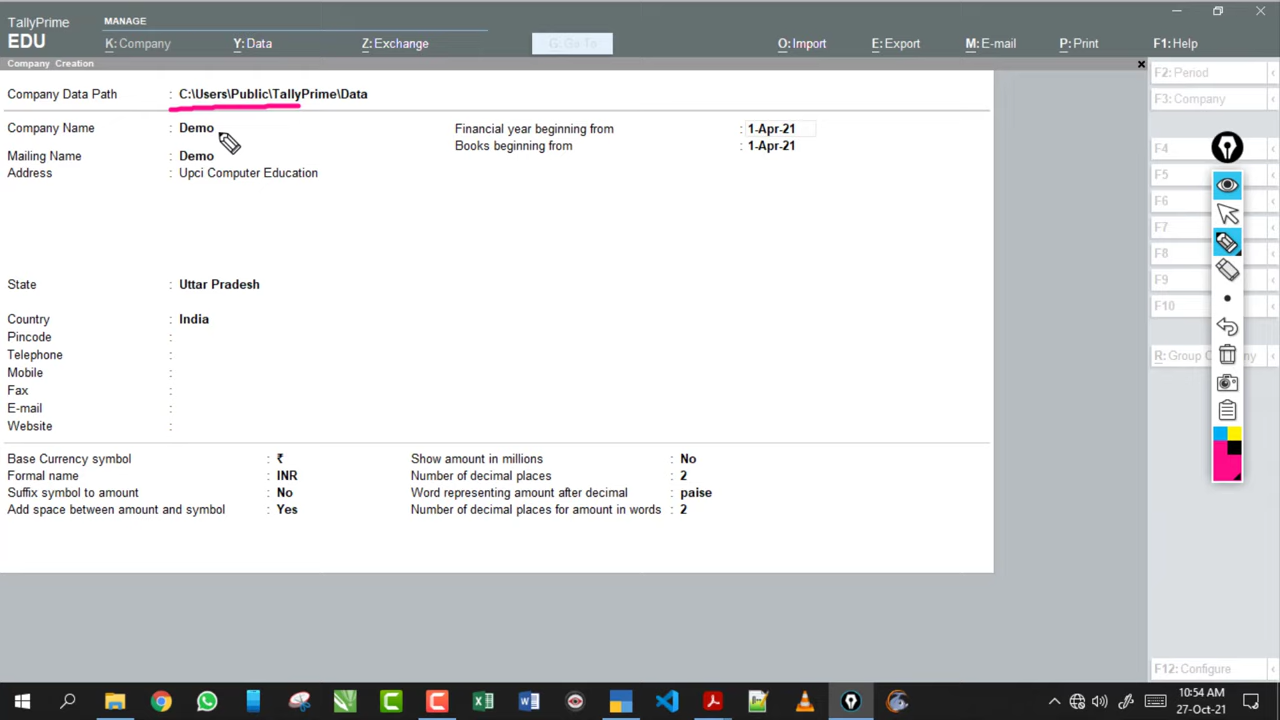 TallyPrime
EDU
MANAGE
K: Company
Y: Data
Z: Exchange
G: Go To
O: Import
E: Export
M: E-mail
P: Print
F1: Help
Company Creation
F2: Period
F3: Company
F4
F5
F6
F7
F8
F9
F10
F12: Configure
Company Data Path : C:\Users\Public\TallyPrime\Data
Company Name : Demo
Financial year beginning from : 1-Apr-21
Books beginning from : 1-Apr-21
Mailing Name : Demo
Address : Upci Computer Education
State : Uttar Pradesh
Country : India
Pincode :
Telephone :
Mobile :
Fax :
E-mail :
Website :
Base Currency symbol : ₹
Show amount in millions : No
Formal name : INR
Number of decimal places : 2
Suffix symbol to amount : No
Word representing amount after decimal : paise
Add space between amount and symbol : Yes
Number of decimal places for amount in words : 2
10:54 AM
27-Oct-21